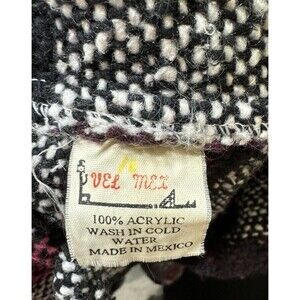 VEL MEX
100% ACRYLIC
WASH IN COLD
WATER
MADE IN MEXICO